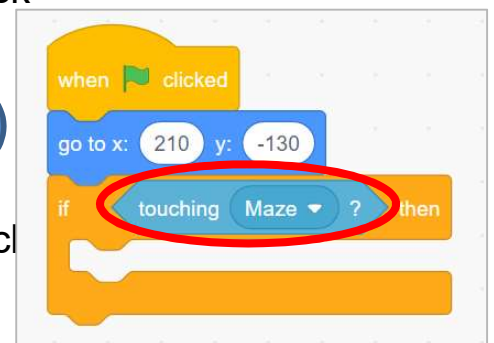 when clicked
go to x: 210 y: -130
if touching Maze ? then